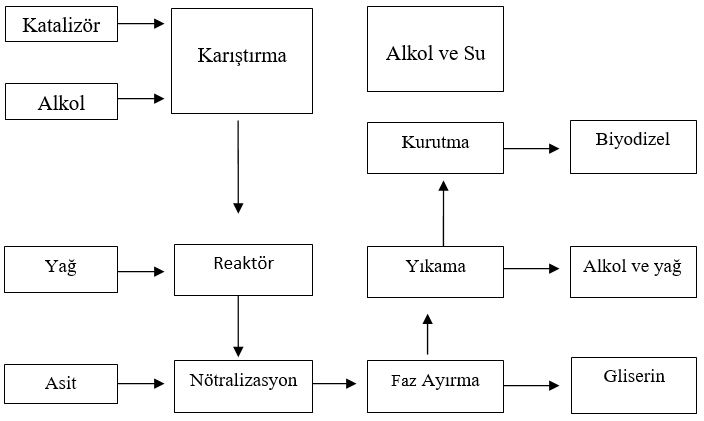 Katalizör
Karıştırma
Alkol ve Su
Alkol
Kurutma
Biyodizel
Yağ
Reaktör
Yıkama
Alkol ve yağ
Asit
Nötralizasyon
Faz Ayırma
Gliserin